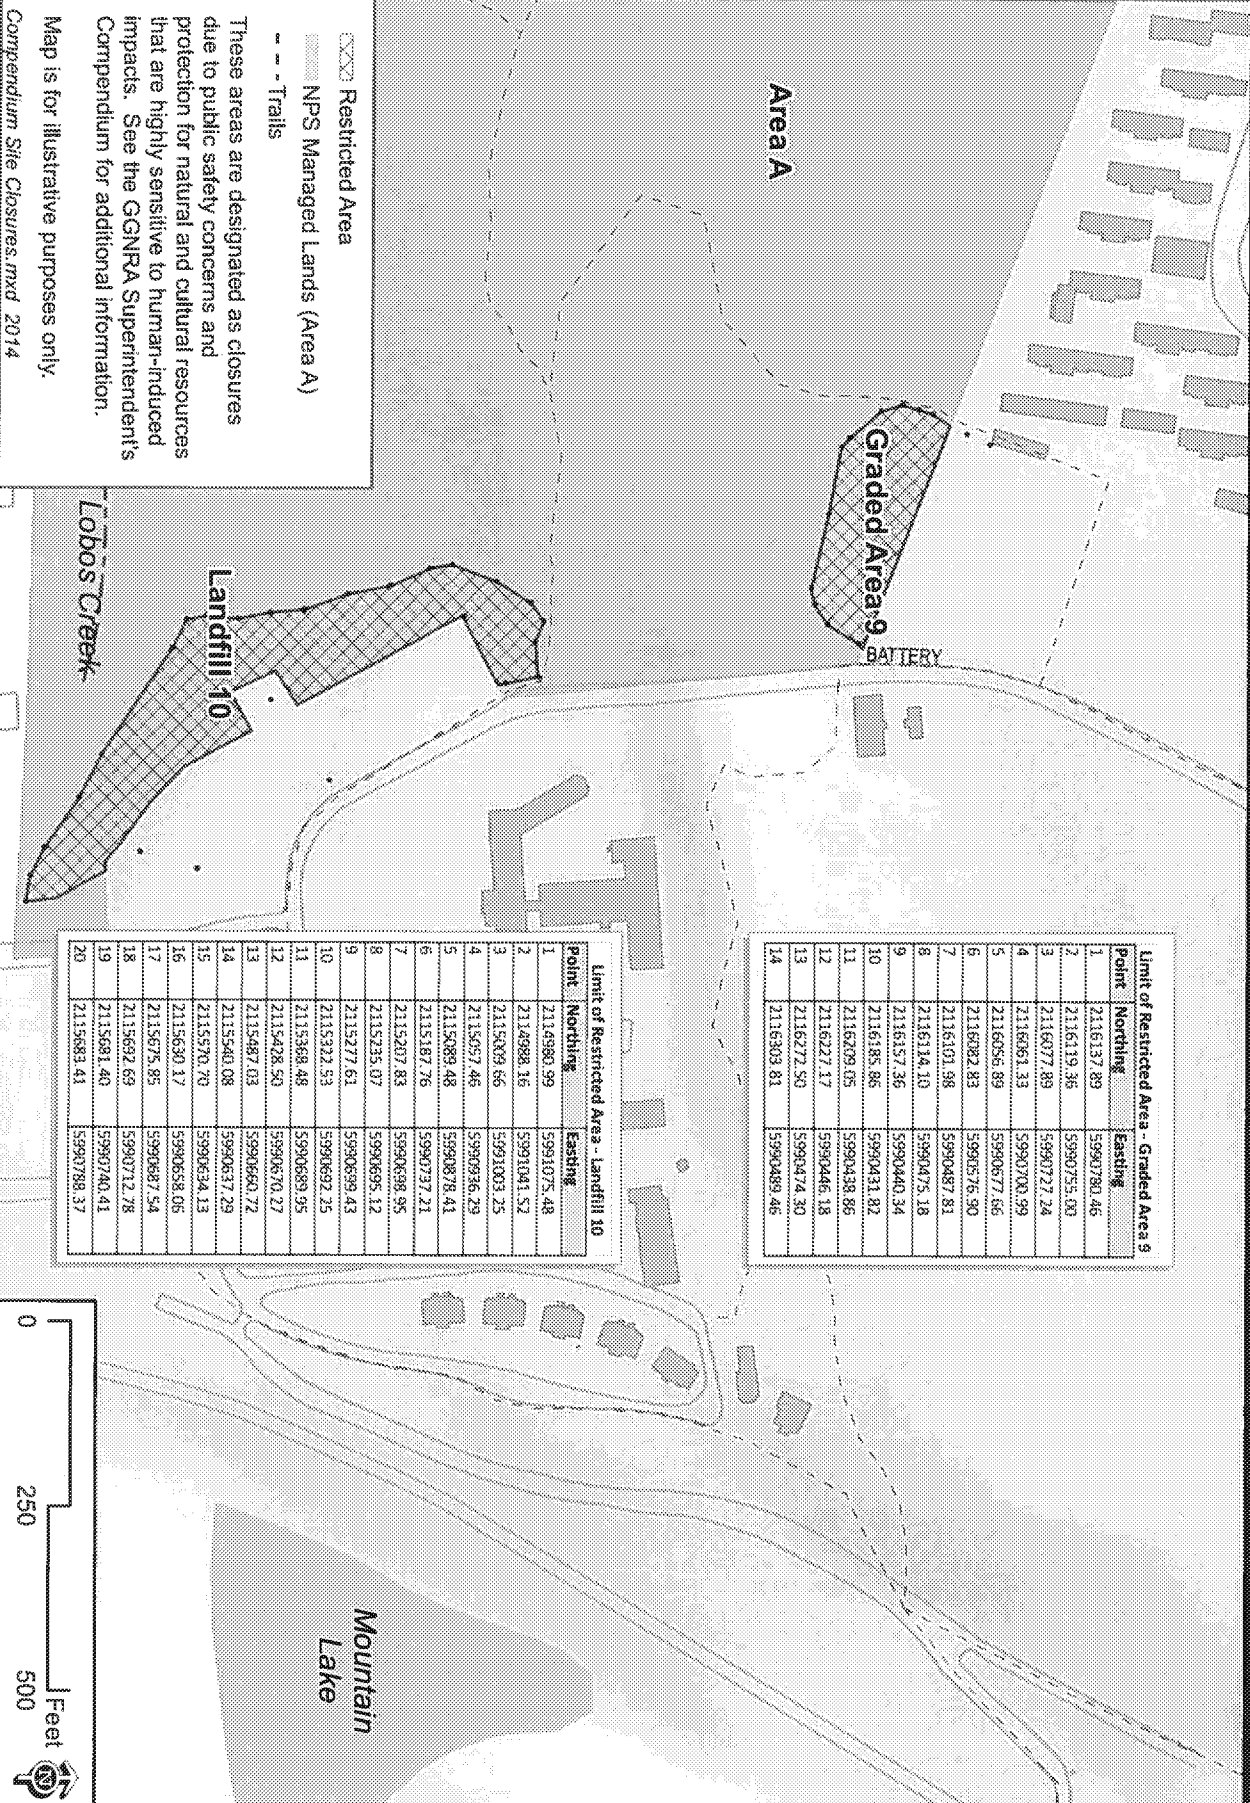 Area A
Graded Area 9
BATTERY
Landfill 10
Lobos Creek
Mountain
Lake
Limit of Restricted Area - Graded Area 9
Point Northing Easting
1 2116137.89 5990780.46
2 2116119.36 5990755.00
3 2116077.89 5990727.24
4 2116061.33 5990700.99
5 2116056.89 5990677.66
6 2116082.83 5990576.90
7 2116101.98 5990487.81
8 2116114.10 5990475.18
9 2116157.36 5990440.34
10 2116185.86 5990431.82
11 2116209.05 5990438.86
12 2116227.17 5990446.18
13 2116272.50 5990474.30
14 2116303.81 5990489.46
Limit of Restricted Area - Landfill 10
Point Northing Easting
1 2114980.99 5991075.48
2 2114988.16 5991041.52
3 2115009.66 5991003.25
4 2115057.46 5990936.29
5 2115089.48 5990878.41
6 2115187.76 5990737.21
7 2115207.83 5990698.95
8 2115235.07 5990695.12
9 2115277.61 5990699.43
10 2115322.53 5990692.25
11 2115368.48 5990689.95
12 2115428.50 5990670.27
13 2115487.03 5990660.72
14 2115540.08 5990637.29
15 2115570.70 5990634.13
16 2115630.17 5990658.06
17 2115675.85 5990687.54
18 2115692.69 5990712.78
19 2115681.40 5990740.41
20 2115683.41 5990788.37
Restricted Area
NPS Managed Lands (Area A)
Trails
These areas are designated as closures
due to public safety concerns and
protection for natural and cultural resources
that are highly sensitive to human-induced
impacts. See the GGNRA Superintendent's
Compendium for additional information.
Map is for illustrative purposes only.
Compendium Site Closures.mxd 2014
0 250 500
Feet
N